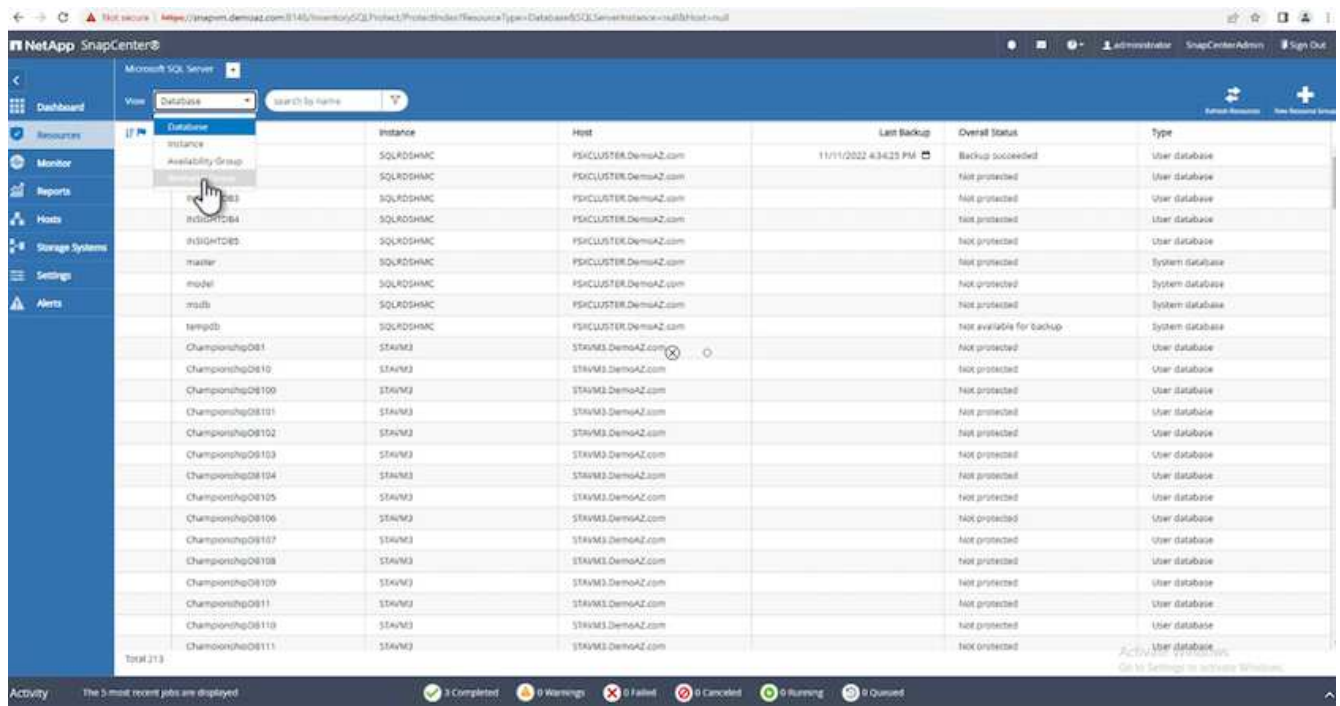 Not secure https://snapvm.demoaz.com:8146/
NetApp SnapCenter®
administrator SnapCenterAdmin Sign Out
Microsoft SQL Server
View Database search by name
Refresh Resources New Resource Group
Dashboard
Resources
Monitor
Reports
Hosts
Storage Systems
Settings
Alerts
Database
Instance
Availability Group
Instance Host Last Backup Overall Status Type
SQLRDSHMC FSXCLUSTER.DemoAZ.com 11/11/2022 4:34:25 PM Backup succeeded User database
SQLRDSHMC FSXCLUSTER.DemoAZ.com Not protected User database
SQLRDSHMC FSXCLUSTER.DemoAZ.com Not protected User database
INSIGHTDB4 SQLRDSHMC FSXCLUSTER.DemoAZ.com Not protected User database
INSIGHTDB5 SQLRDSHMC FSXCLUSTER.DemoAZ.com Not protected User database
master SQLRDSHMC FSXCLUSTER.DemoAZ.com Not protected System database
model SQLRDSHMC FSXCLUSTER.DemoAZ.com Not protected System database
msdb SQLRDSHMC FSXCLUSTER.DemoAZ.com Not protected System database
tempdb SQLRDSHMC FSXCLUSTER.DemoAZ.com Not available for backup System database
ChampionshipDB1 STAVM3 STAVM3.DemoAZ.com Not protected User database
ChampionshipDB10 STAVM3 STAVM3.DemoAZ.com Not protected User database
ChampionshipDB100 STAVM3 STAVM3.DemoAZ.com Not protected User database
ChampionshipDB101 STAVM3 STAVM3.DemoAZ.com Not protected User database
ChampionshipDB102 STAVM3 STAVM3.DemoAZ.com Not protected User database
ChampionshipDB103 STAVM3 STAVM3.DemoAZ.com Not protected User database
ChampionshipDB104 STAVM3 STAVM3.DemoAZ.com Not protected User database
ChampionshipDB105 STAVM3 STAVM3.DemoAZ.com Not protected User database
ChampionshipDB106 STAVM3 STAVM3.DemoAZ.com Not protected User database
ChampionshipDB107 STAVM3 STAVM3.DemoAZ.com Not protected User database
ChampionshipDB108 STAVM3 STAVM3.DemoAZ.com Not protected User database
ChampionshipDB109 STAVM3 STAVM3.DemoAZ.com Not protected User database
ChampionshipDB11 STAVM3 STAVM3.DemoAZ.com Not protected User database
ChampionshipDB110 STAVM3 STAVM3.DemoAZ.com Not protected User database
ChampionshipDB111 STAVM3 STAVM3.DemoAZ.com Not protected User database
Total 213
Activate Windows
Go to Settings to activate Windows.
Activity The 5 most recent jobs are displayed 3 Completed 0 Warnings 0 Failed 0 Canceled 0 Running 0 Queued